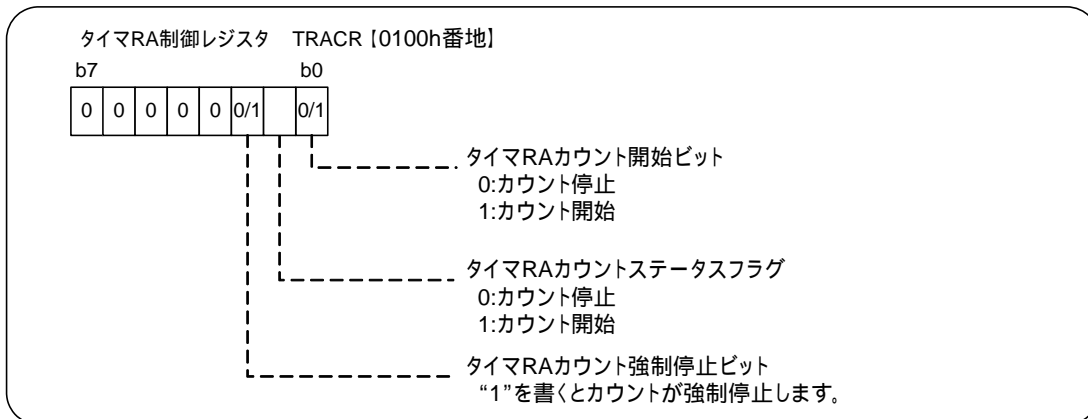 タイマRA制御レジスタ TRACR【0100h番地】
b7 b0
0 0 0 0 0 0/1 0/1
タイマRAカウント開始ビット
0:カウント停止
1:カウント開始
タイマRAカウントステータスフラグ
0:カウント停止
1:カウント開始
タイマRAカウント強制停止ビット
“1”を書くとカウントが強制停止します。